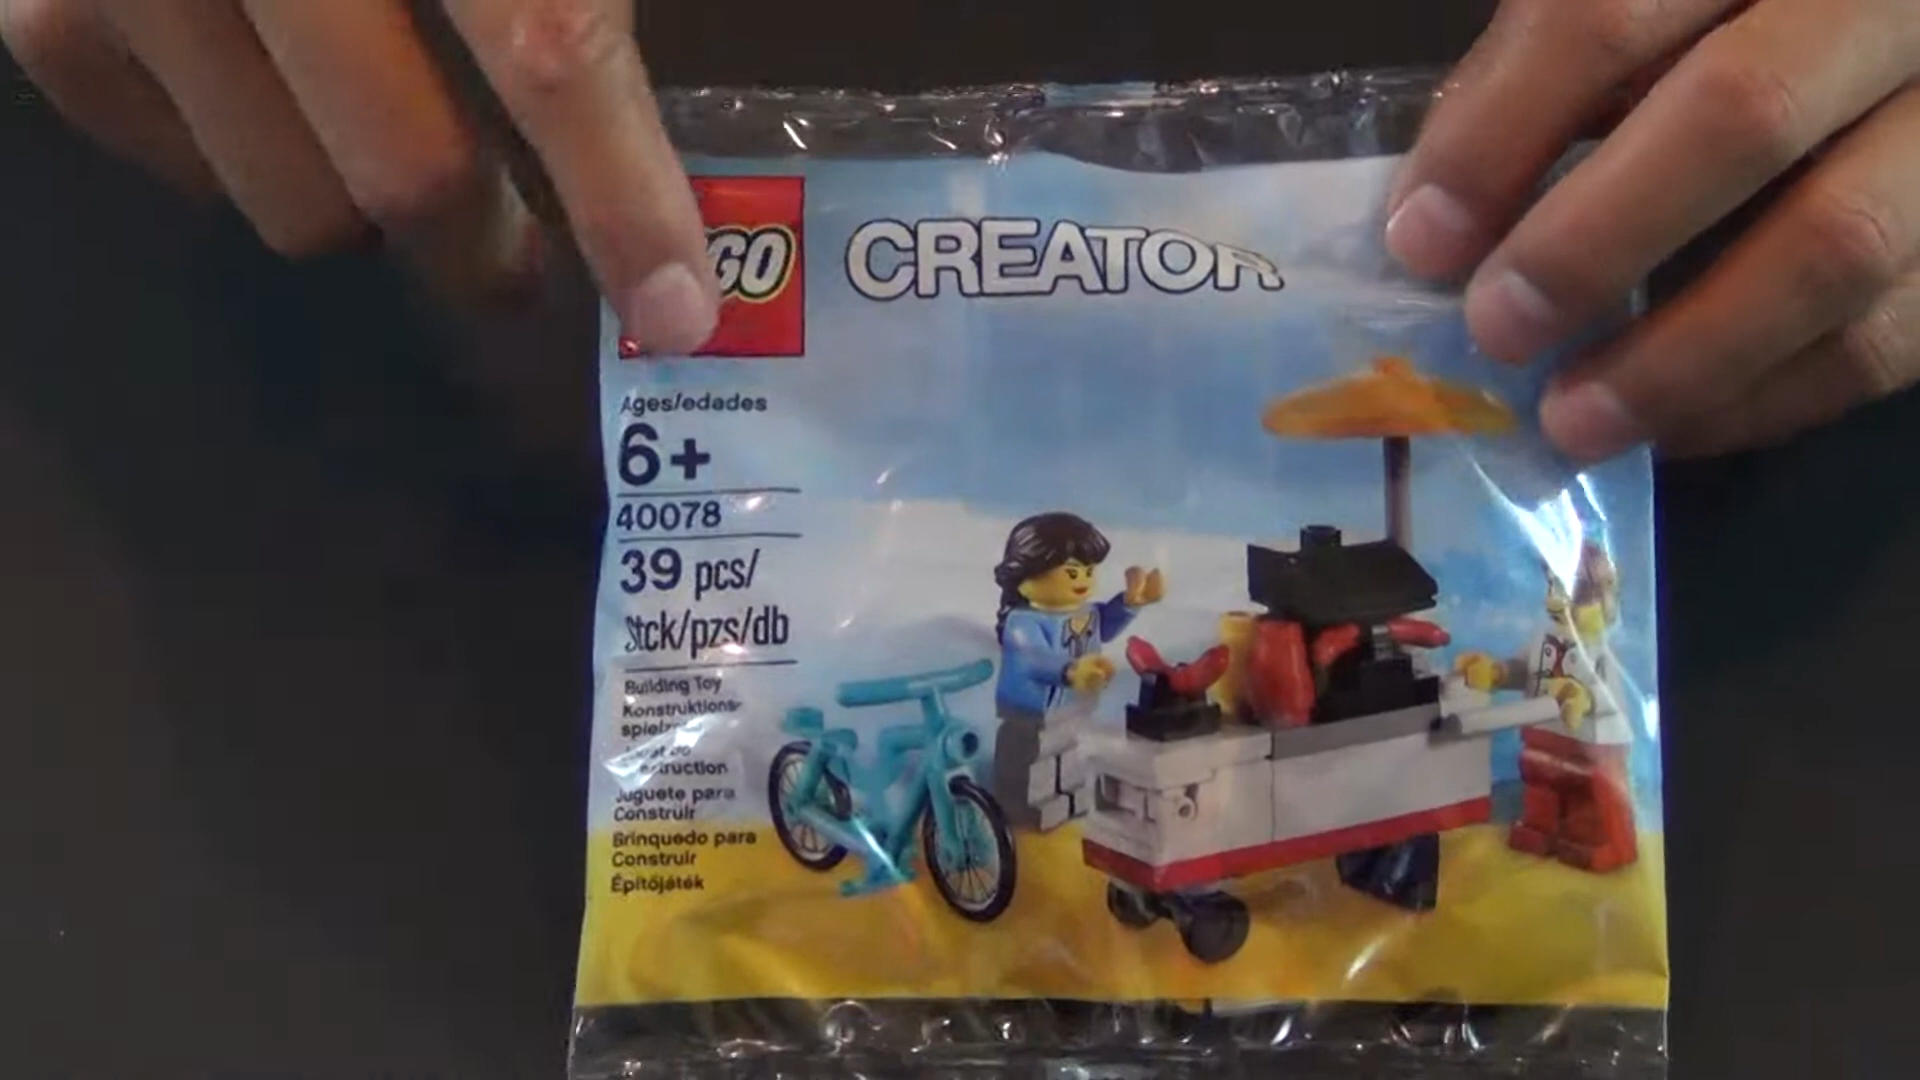 GO
CREATOR
Ages/edades
6+
40078
39 pcs/
Stck/pzs/db
Building Toy
Konstruktions-
Juguete para
Construir
Brinquedo para
Construir
Építőjáték